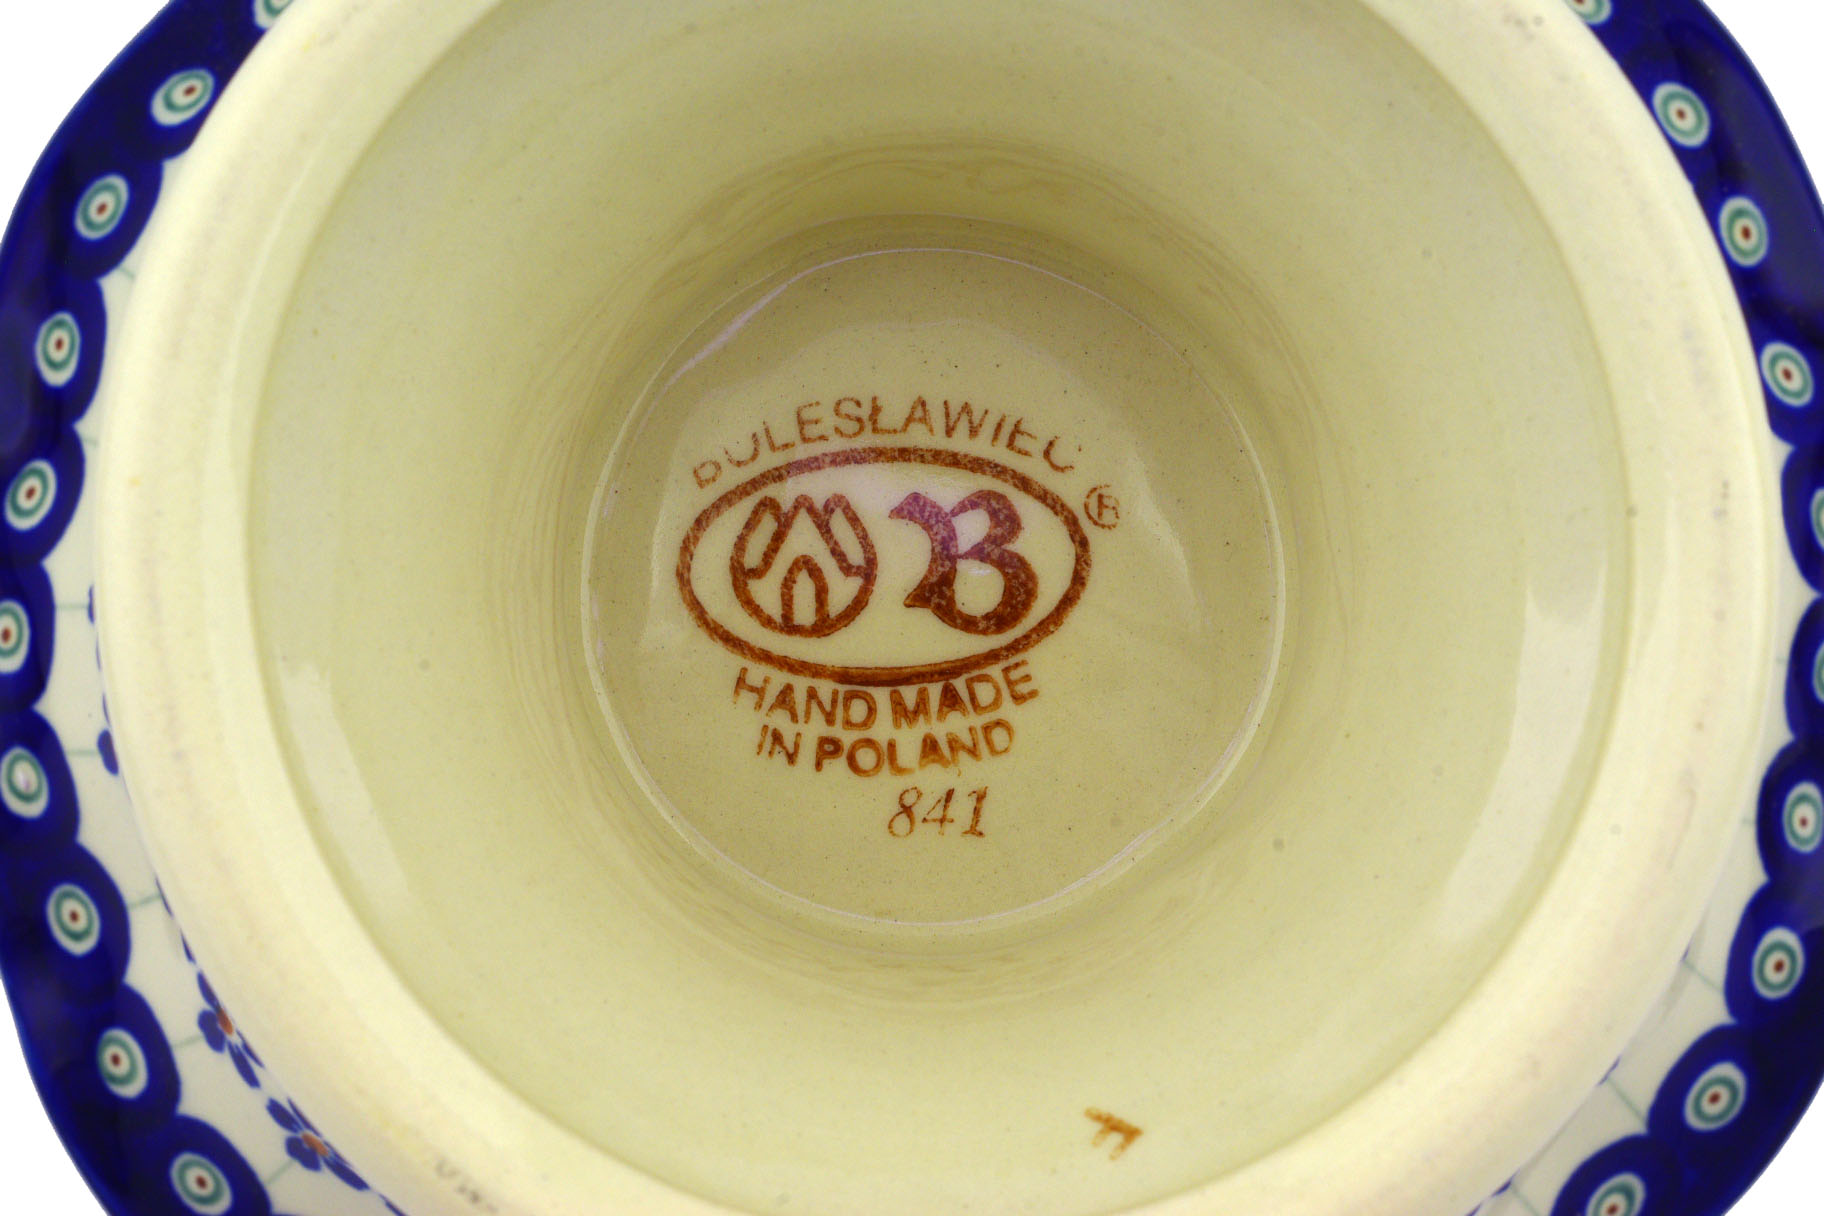 BOLESŁAWIEC
B ®
HAND MADE
IN POLAND
841